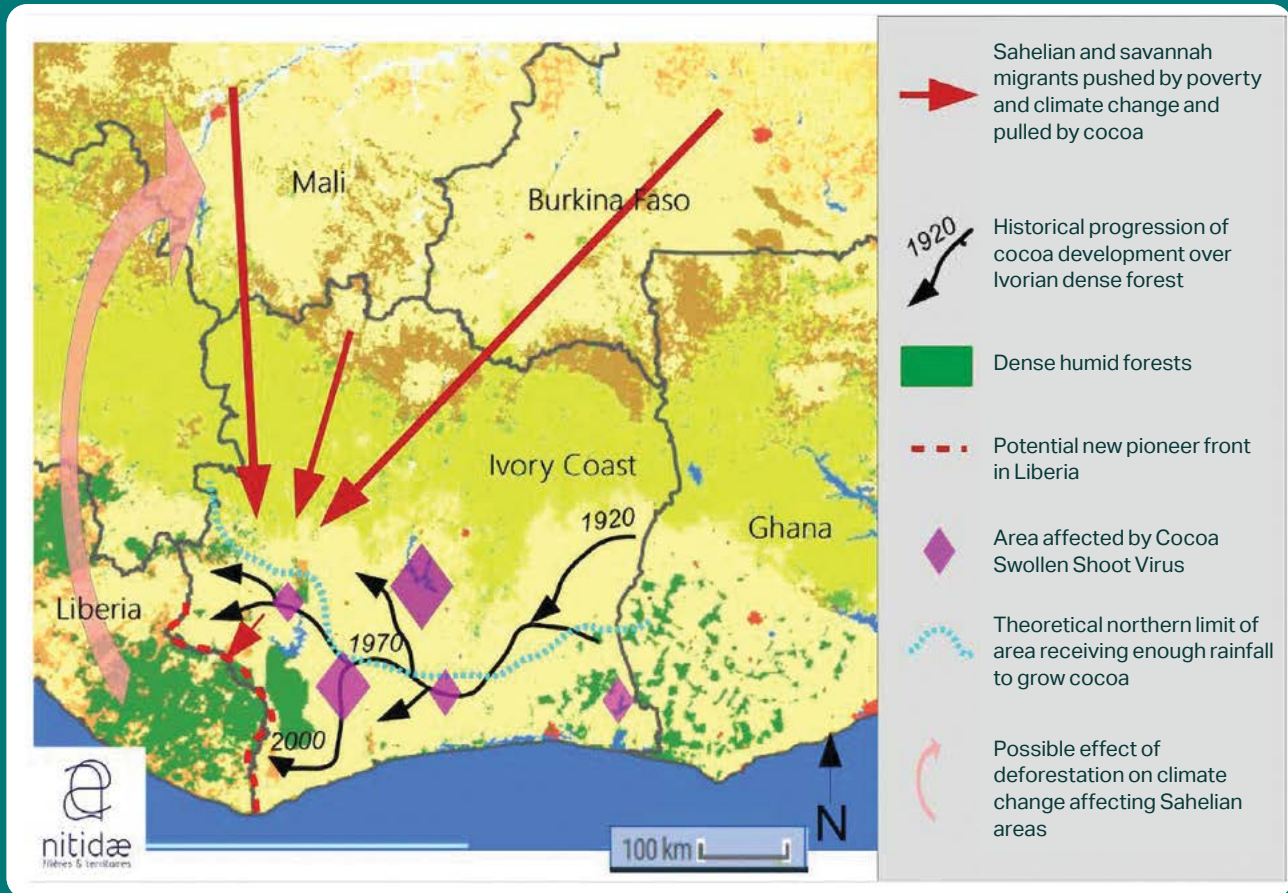 Mali
Burkina Faso
Ivory Coast
Ghana
1920
Liberia
1970
2000
nitidæ
filières & territoires
100 km
N
Sahelian and savannah
migrants pushed by poverty
and climate change and
pulled by cocoa
1920
Historical progression of
cocoa development over
Ivorian dense forest
Dense humid forests
Potential new pioneer front
in Liberia
Area affected by Cocoa
Swollen Shoot Virus
Theoretical northern limit of
area receiving enough rainfall
to grow cocoa
Possible effect of
deforestation on climate
change affecting Sahelian
areas